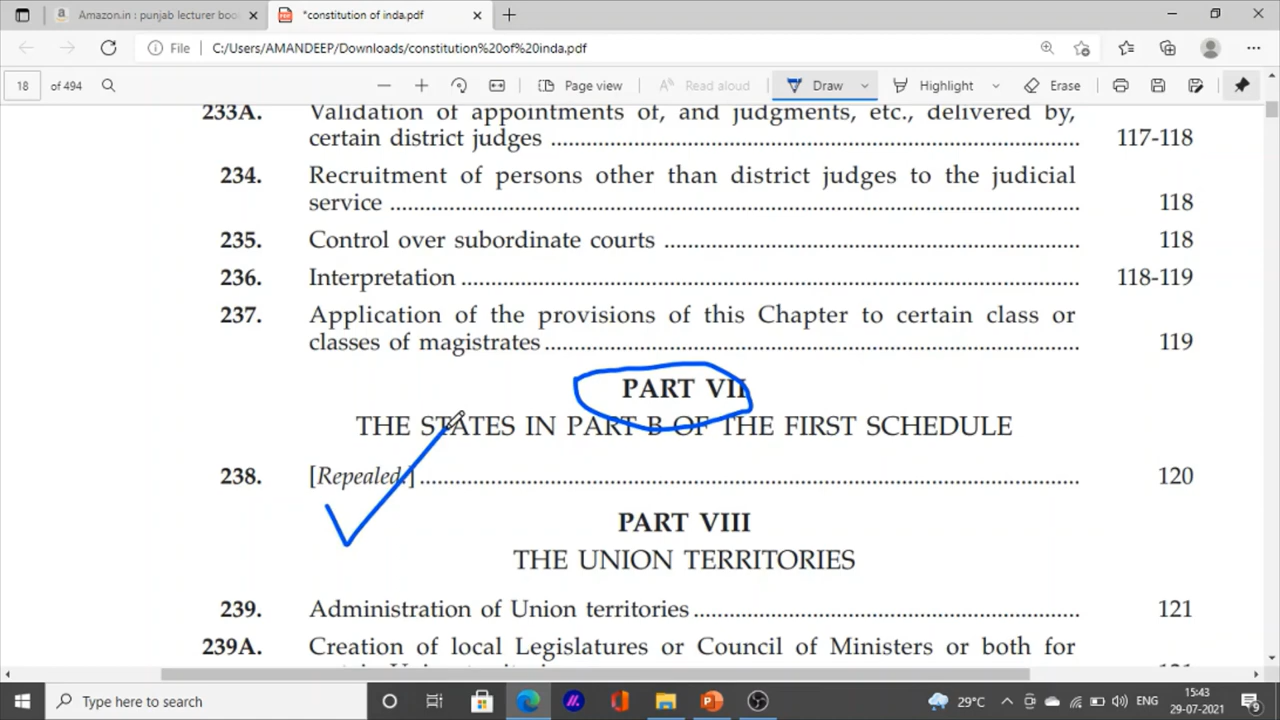 Amazon.in : punjab lecturer boo
*constitution of inda.pdf
File
C:/Users/AMANDEEP/Downloads/constitution%20of%20inda.pdf
18 of 494
Page view
Read aloud
Draw
Highlight
Erase
233A. Validation of appointments of, and judgments, etc., delivered by,
certain district judges ........ 117-118
234. Recruitment of persons other than district judges to the judicial
service ........ 118
235. Control over subordinate courts ........ 118
236. Interpretation ........ 118-119
237. Application of the provisions of this Chapter to certain class or
classes of magistrates ........ 119
PART VII
THE STATES IN PART B OF THE FIRST SCHEDULE
238. [Repealed.] ........ 120
PART VIII
THE UNION TERRITORIES
239. Administration of Union territories ........ 121
239A. Creation of local Legislatures or Council of Ministers or both for
Type here to search
29°C
ENG
15:43
29-07-2021
9